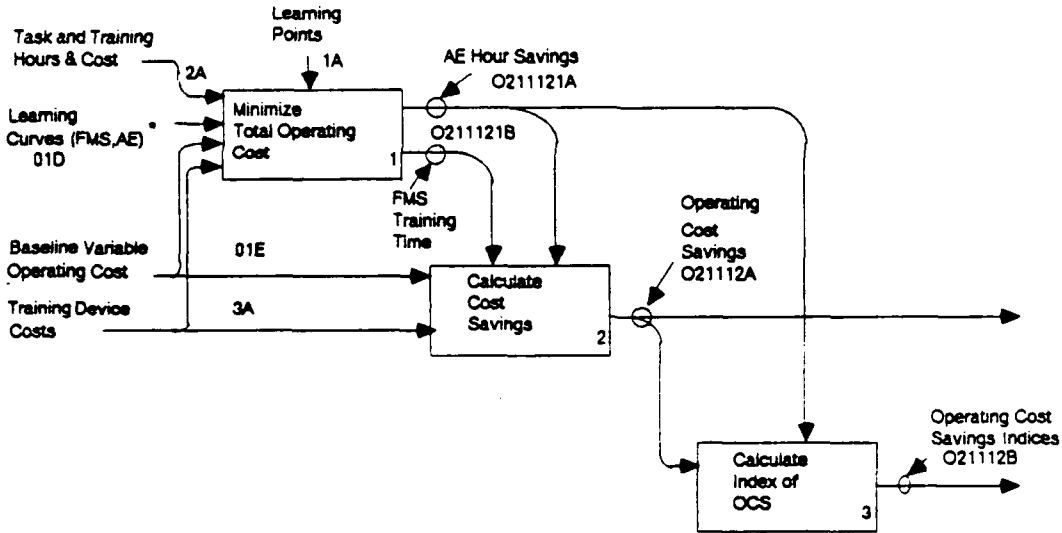 Learning
Points
1A
Task and Training
Hours & Cost
2A
Learning
Curves (FMS,AE) *
01D
Minimize
Total Operating
Cost
1
AE Hour Savings
O211121A
O211121B
FMS
Training
Time
Baseline Variable
Operating Cost
01E
Training Device
Costs
3A
Calculate
Cost
Savings
2
Operating
Cost
Savings
O21112A
Calculate
Index of
OCS
3
Operating Cost
Savings Indices
O21112B